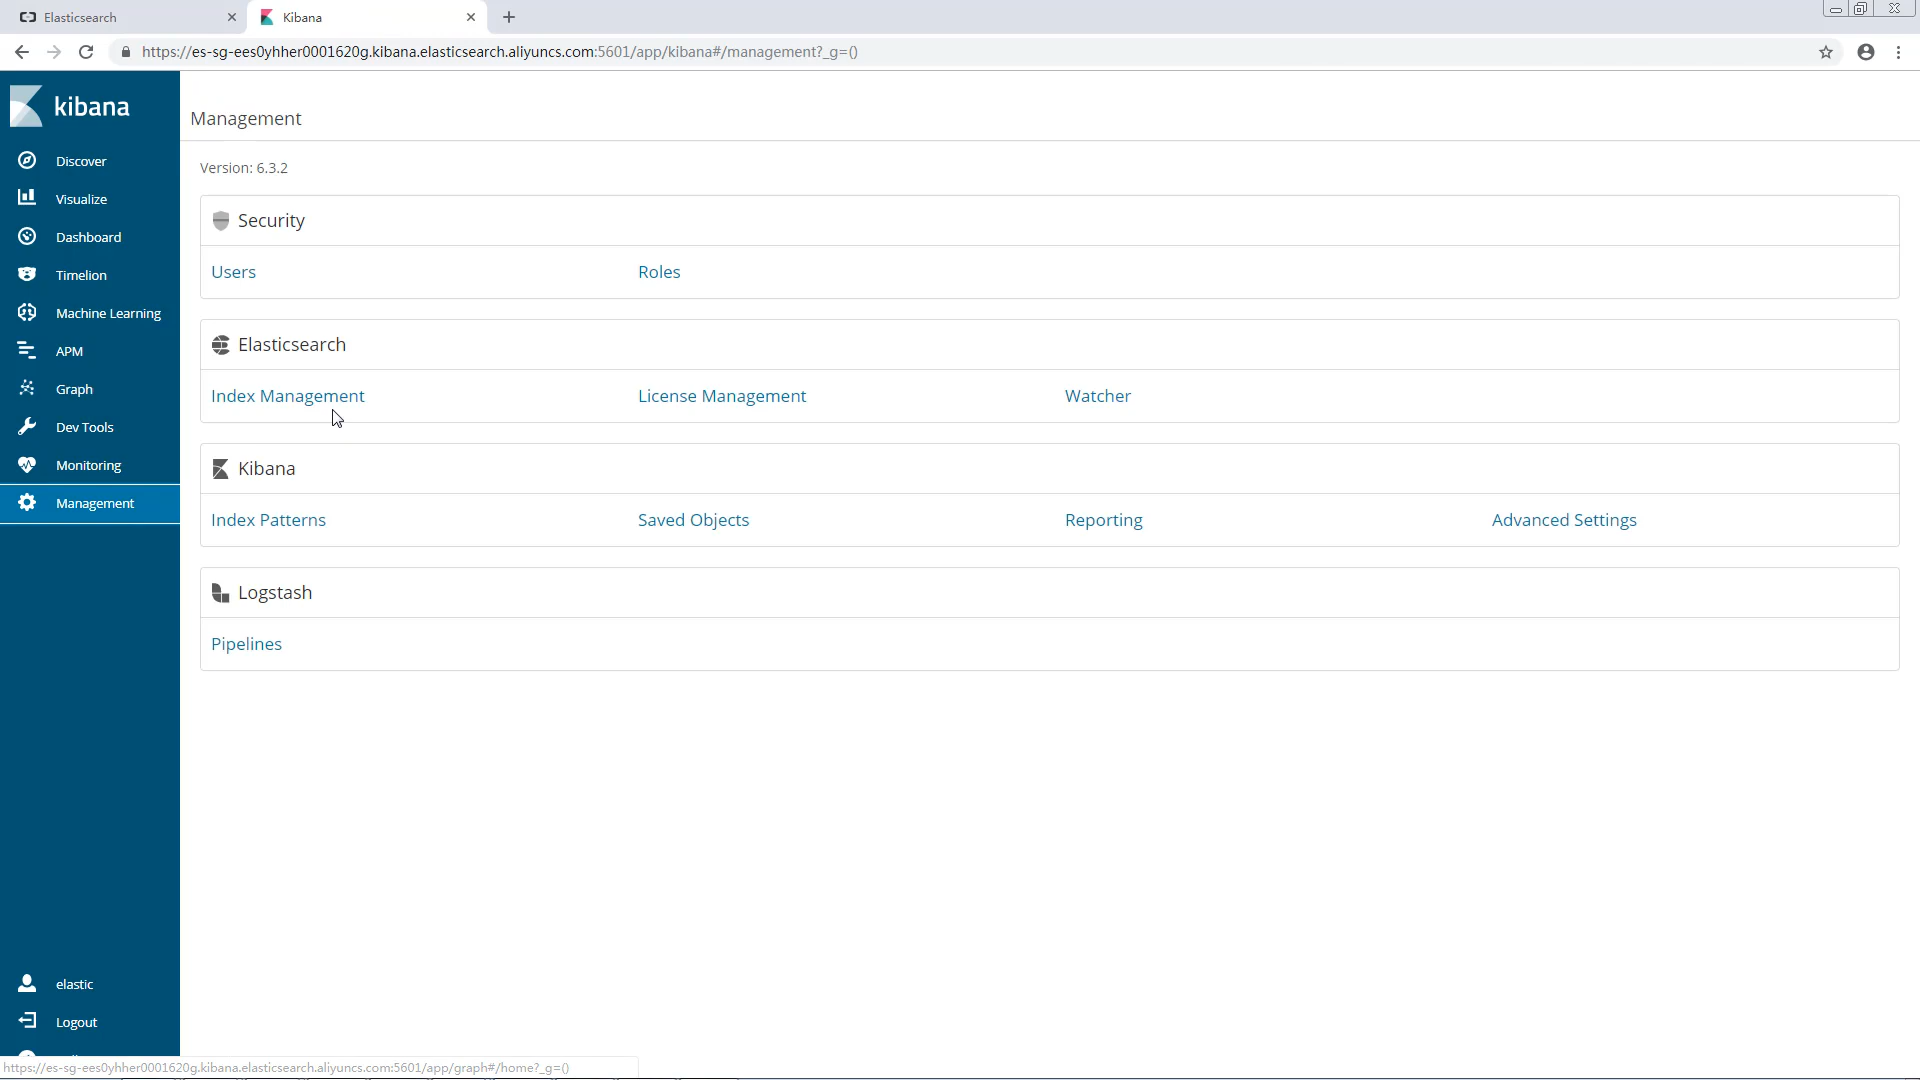 Elasticsearch
Kibana
https://es-sg-ees0yhher0001620g.kibana.elasticsearch.aliyuncs.com:5601/app/kibana#/management?_g=()
kibana
Discover
Visualize
Dashboard
Timelion
Machine Learning
APM
Graph
Dev Tools
Monitoring
Management
elastic
Logout
Management
Version: 6.3.2
Security
Users Roles
Elasticsearch
Index Management License Management Watcher
Kibana
Index Patterns Saved Objects Reporting Advanced Settings
Logstash
Pipelines
https://es-sg-ees0yhher0001620g.kibana.elasticsearch.aliyuncs.com:5601/app/graph#/home?_g=()